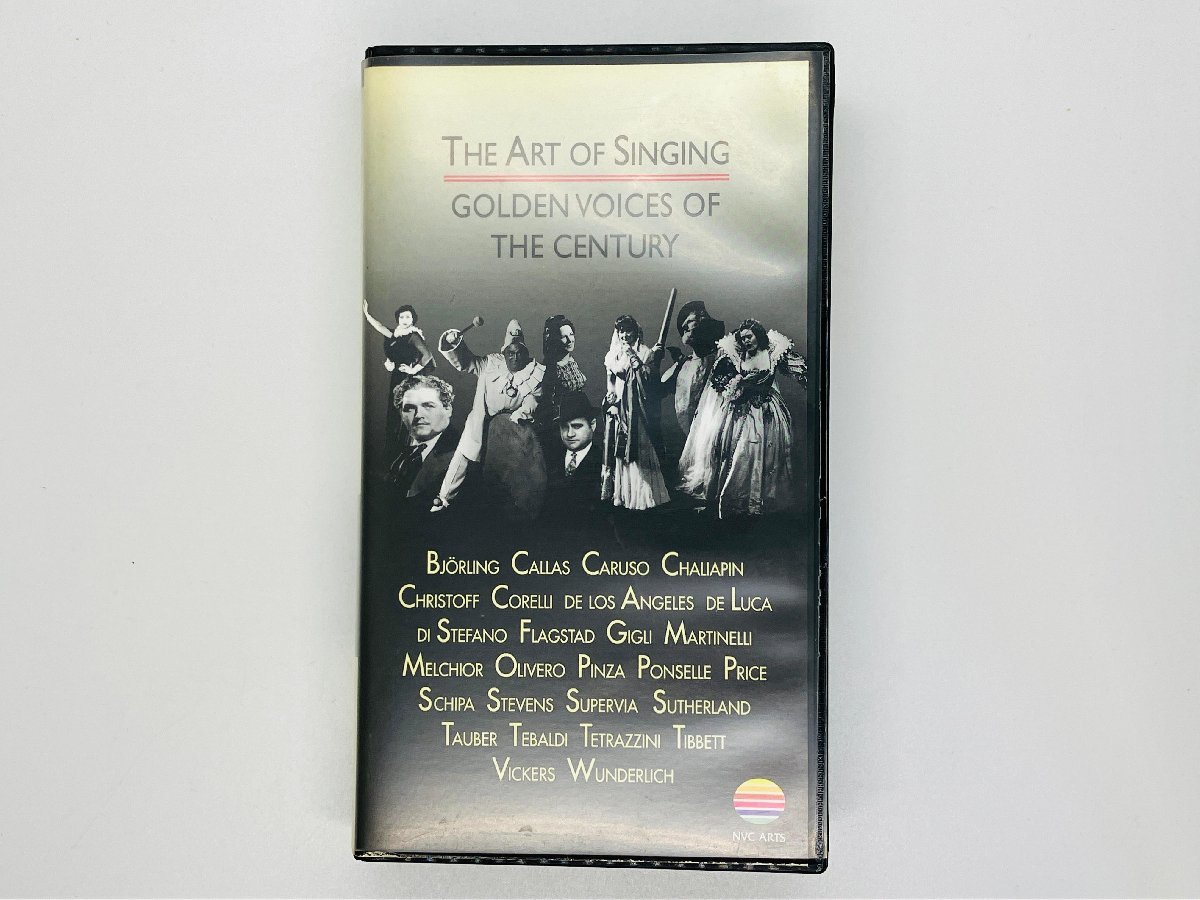 THE ART OF SINGING
GOLDEN VOICES OF
THE CENTURY
BJÖRLING CALLAS CARUSO CHALIAPIN
CHRISTOFF CORELLI DE LOS ANGELES DE LUCA
DI STEFANO FLAGSTAD GIGLI MARTINELLI
MELCHIOR OLIVERO PINZA PONSELLE PRICE
SCHIPA STEVENS SUPERVIA SUTHERLAND
TAUBER TEBALDI TETRAZZINI TIBBETT
VICKERS WUNDERLICH
NVC ARTS